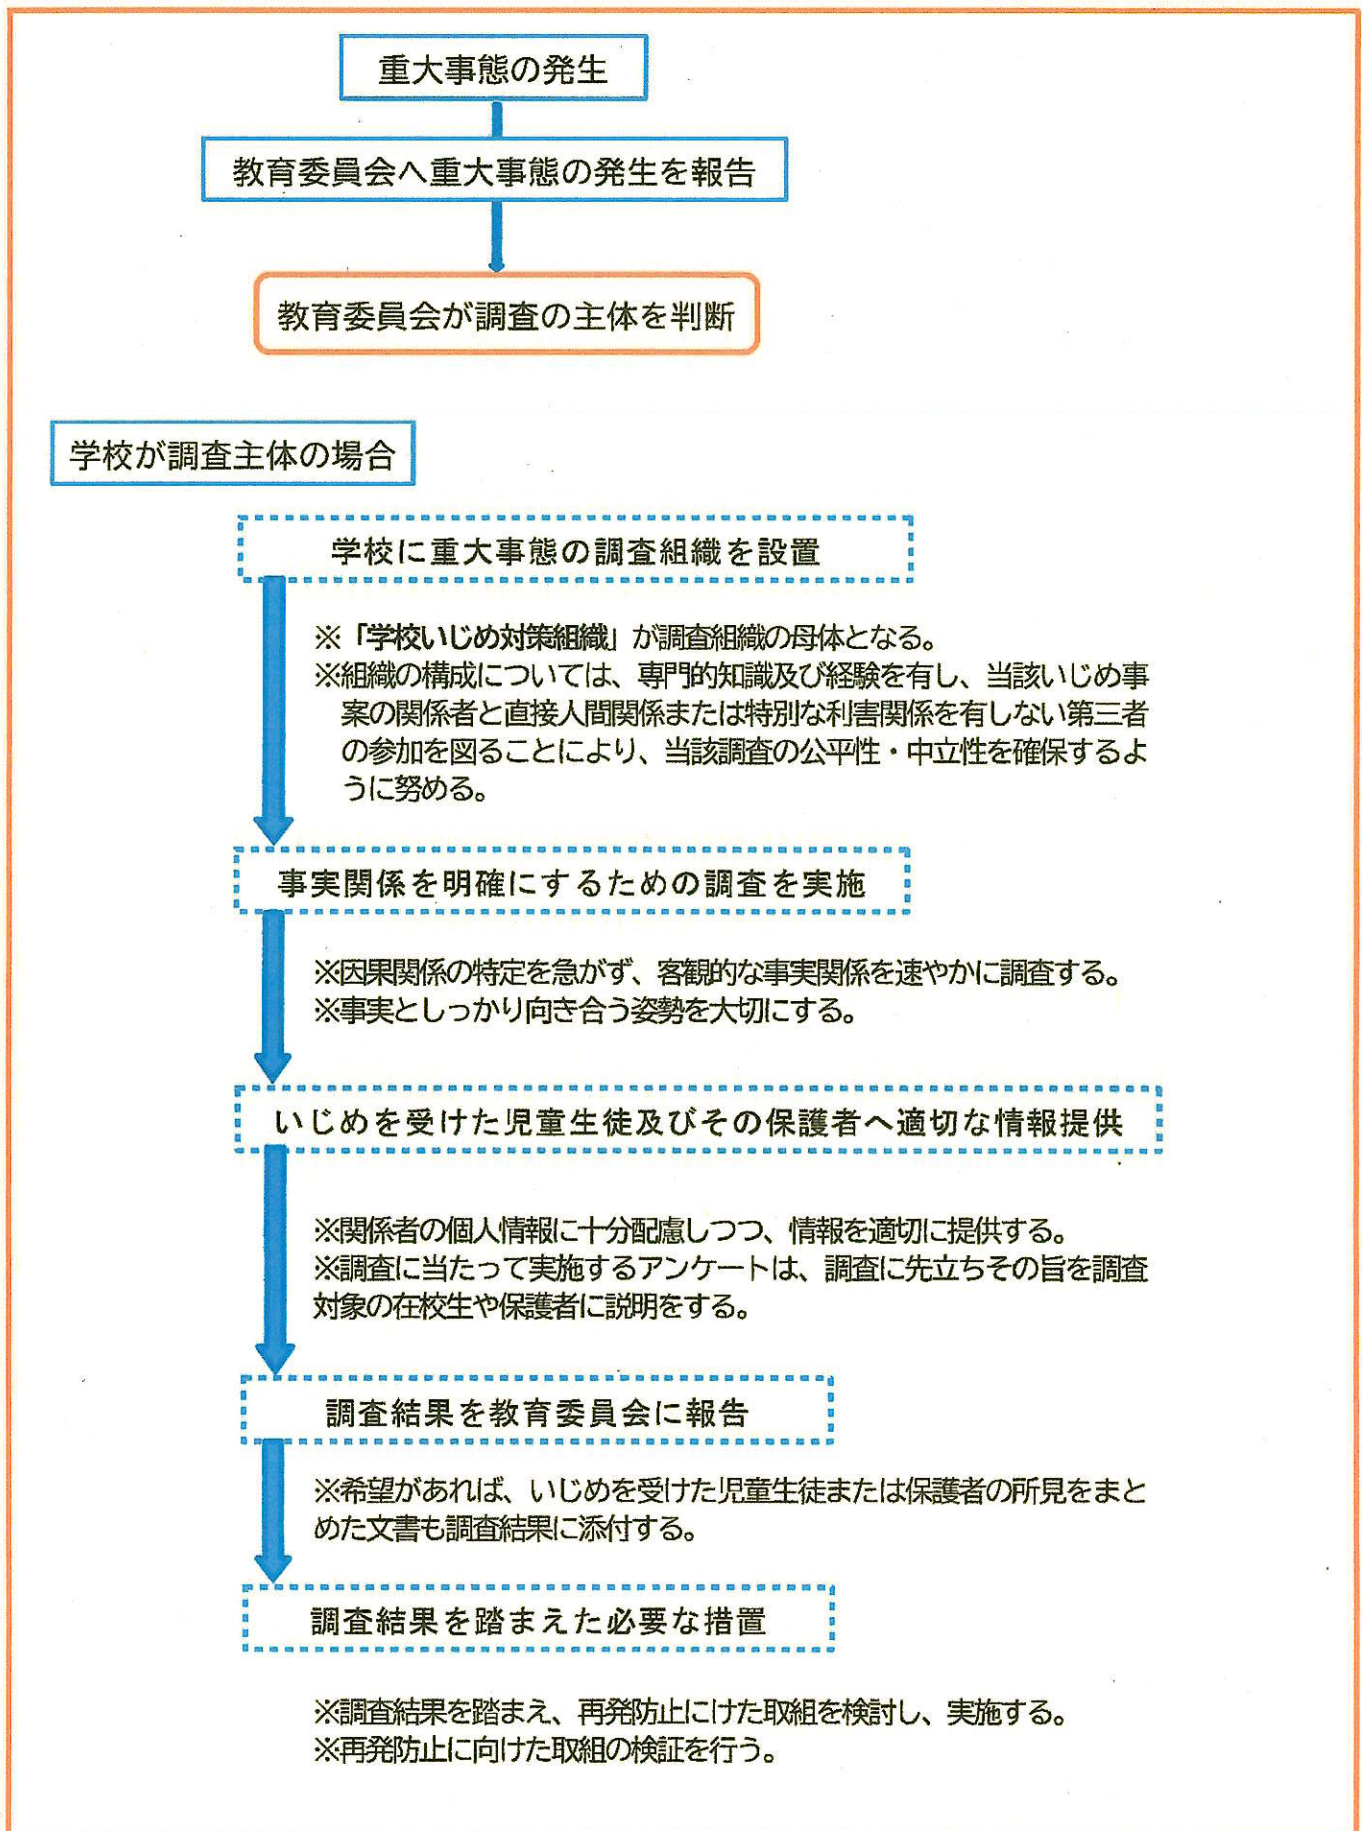 重大事態の発生
教育委員会へ重大事態の発生を報告
教育委員会が調査の主体を判断
学校が調査主体の場合
学校に重大事態の調査組織を設置
※「学校いじめ対策組織」が調査組織の母体となる。
※組織の構成については、専門的知識及び経験を有し、当該いじめ事
案の関係者と直接人間関係または特別な利害関係を有しない第三者
の参加を図ることにより、当該調査の公平性・中立性を確保するよ
うに努める。
事実関係を明確にするための調査を実施
※因果関係の特定を急がず、客観的な事実関係を速やかに調査する。
※事実としっかり向き合う姿勢を大切にする。
いじめを受けた児童生徒及びその保護者へ適切な情報提供
※関係者の個人情報に十分配慮しつつ、情報を適切に提供する。
※調査に当たって実施するアンケートは、調査に先立ちその旨を調査
対象の在校生や保護者に説明をする。
調査結果を教育委員会に報告
※希望があれば、いじめを受けた児童生徒または保護者の所見をまと
めた文書も調査結果に添付する。
調査結果を踏まえた必要な措置
※調査結果を踏まえ、再発防止にけた取組を検討し、実施する。
※再発防止に向けた取組の検証を行う。